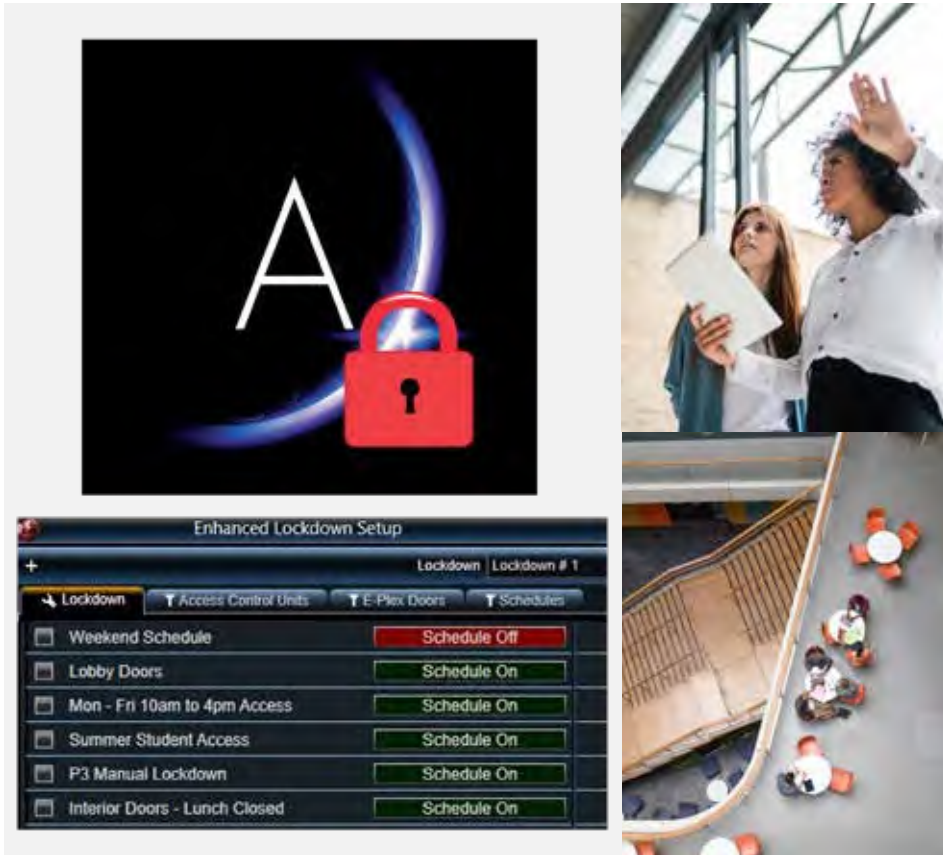 A
Enhanced Lockdown Setup
+ Lockdown Lockdown # 1
Lockdown Access Control Units E-Plex Doors Schedules
Weekend Schedule Schedule Off
Lobby Doors Schedule On
Mon - Fri 10am to 4pm Access Schedule On
Summer Student Access Schedule On
P3 Manual Lockdown Schedule On
Interior Doors - Lunch Closed Schedule On